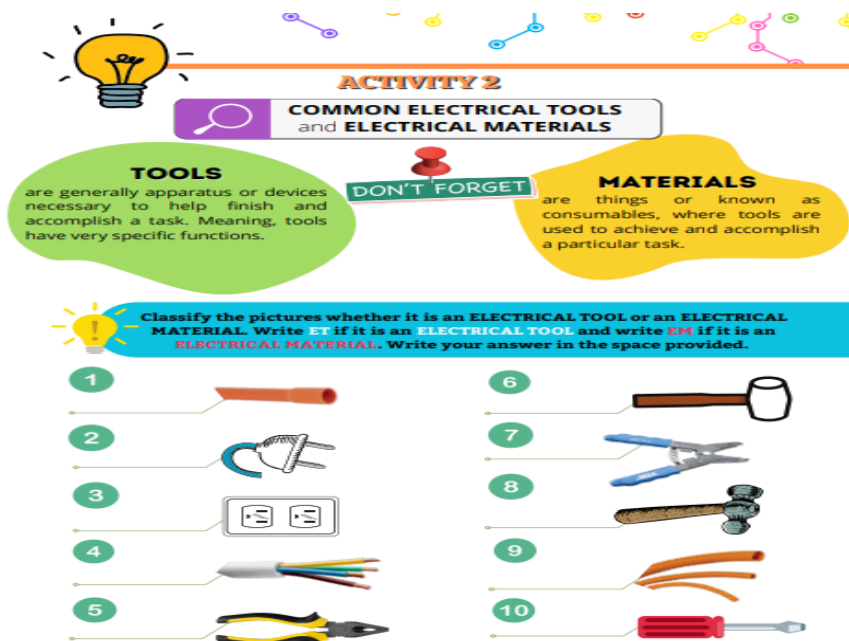 ACTIVITY 2
COMMON ELECTRICAL TOOLS
and ELECTRICAL MATERIALS
TOOLS
are generally apparatus or devices
necessary to help finish and
accomplish a task. Meaning, tools
have very specific functions.
DON'T FORGET
MATERIALS
are things or known as
consumables, where tools are
used to achieve and accomplish
a particular task.
Classify the pictures whether it is an ELECTRICAL TOOL or an ELECTRICAL
MATERIAL. Write ET if it is an ELECTRICAL TOOL and write EM if it is an
ELECTRICAL MATERIAL. Write your answer in the space provided.
1
2
3
4
5
6
7
8
9
10